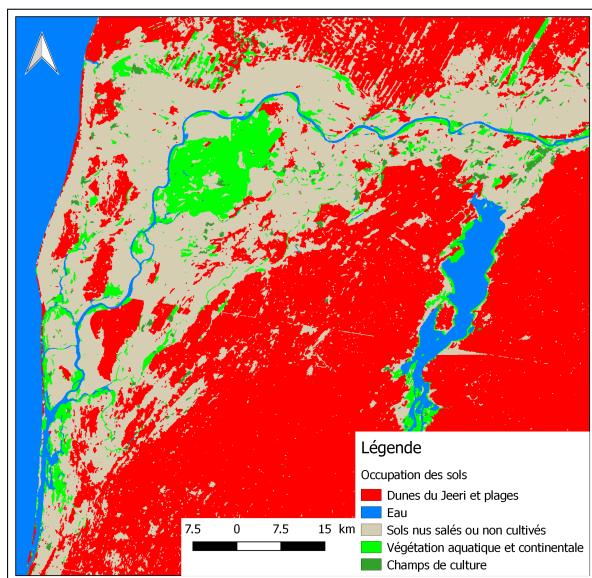 Légende
Occupation des sols
Dunes du Jeeri et plages
Eau
Sols nus salés ou non cultivés
Végétation aquatique et continentale
Champs de culture
7.5 0 7.5 15 km